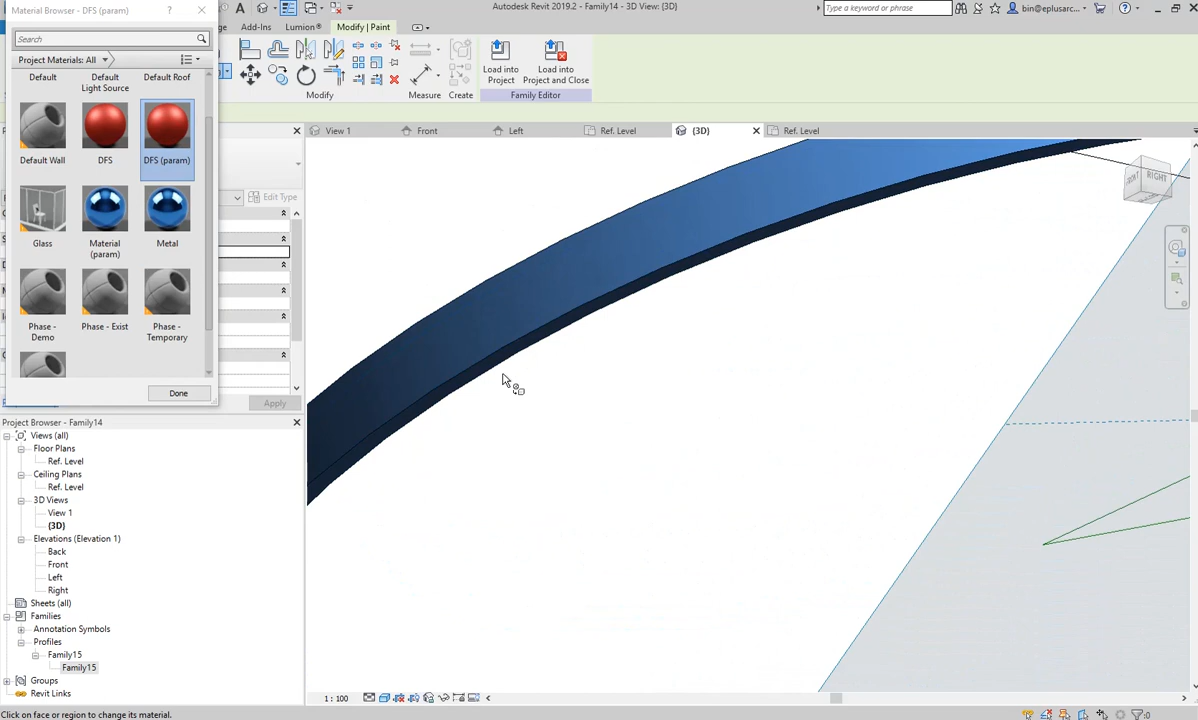 Material Browser - DFS (param) ? ×
Autodesk Revit 2019.2 - Family14 - 3D View: {3D}
Type a keyword or phrase
bin@eplusarc...
Search
Add-Ins Lumion® Modify | Paint
Project Materials: All
Default
Default Light Source
Default Roof
Default Wall
DFS
DFS (param)
Glass
Material (param)
Metal
Phase - Demo
Phase - Exist
Phase - Temporary
Done
Load into Project
Load into Project and Close
Modify Measure Create Family Editor
View 1 Front Left Ref. Level {3D} Ref. Level
Edit Type
Apply
FRONT RIGHT
Project Browser - Family14
Views (all)
Floor Plans
Ref. Level
Ceiling Plans
Ref. Level
3D Views
View 1
{3D}
Elevations (Elevation 1)
Back
Front
Left
Right
Sheets (all)
Families
Annotation Symbols
Profiles
Family15
Family15
Groups
Revit Links
1 : 100
Click on face or region to change its material.
:0